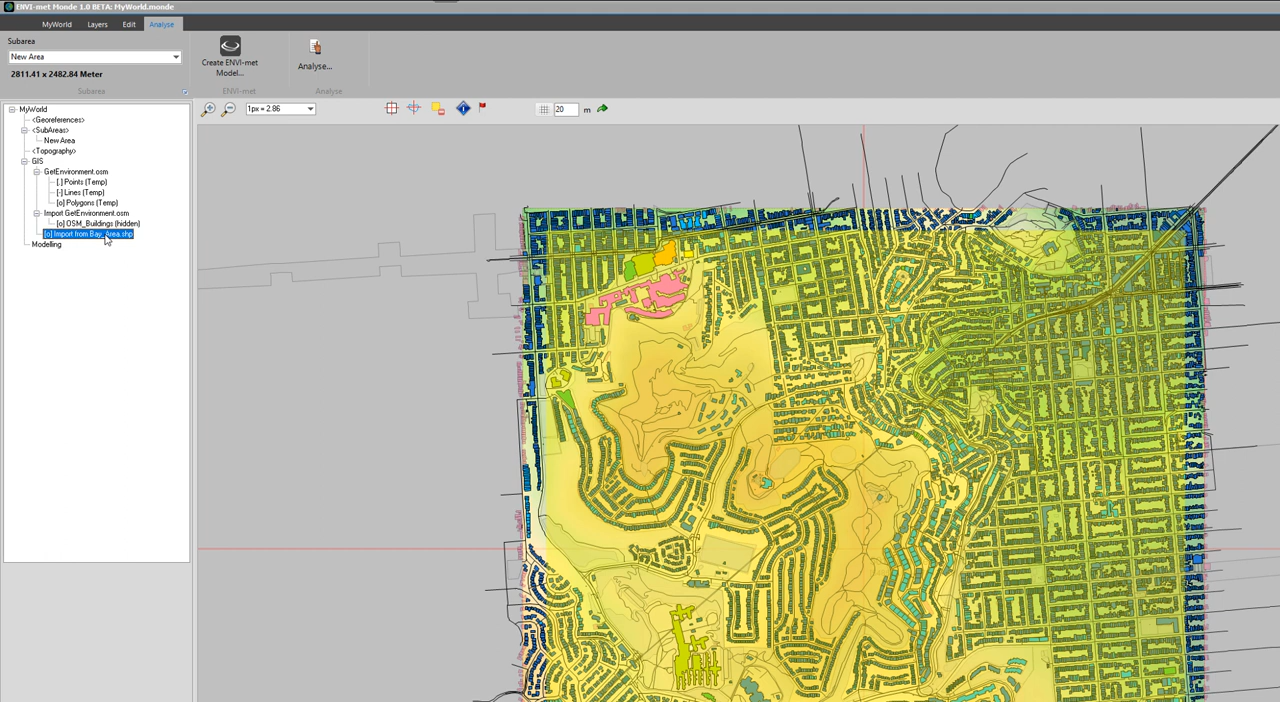 ENVI-met Monde 1.0 BETA: MyWorld.monde
MyWorld Layers Edit Analyse
Subarea
New Area
2811.41 x 2482.84 Meter
Subarea
Create ENVI-met
Model...
ENVI-met
Analyse...
Analyse
1px = 2.86
20 m
MyWorld
<Georeferences>
<SubAreas>
New Area
<Topography>
GIS
GetEnvironment.osm
[.] Points (Temp)
[-] Lines (Temp)
[o] Polygons (Temp)
Import GetEnvironment.osm
[o] OSM_Buildings (hidden)
[o] Import from Bay_Area.shp
Modelling